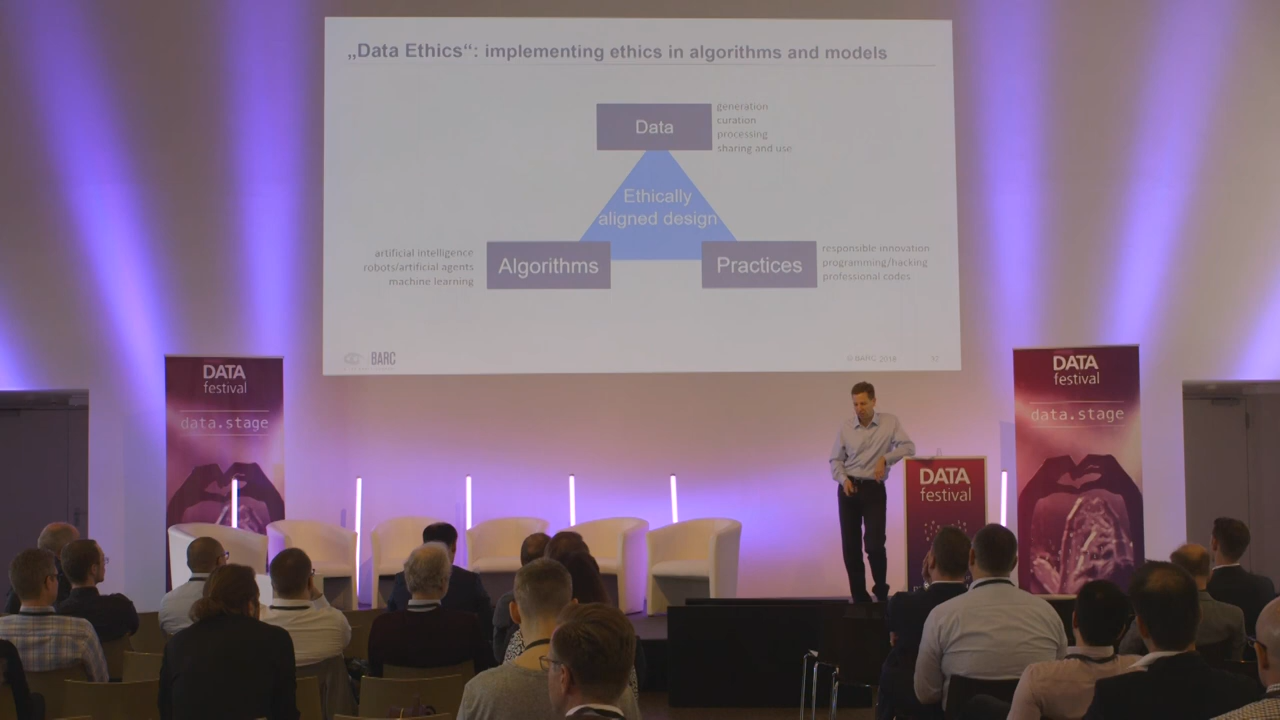 „Data Ethics“: implementing ethics in algorithms and models
Data
generation
curation
processing
sharing and use
Ethically
aligned design
artificial intelligence
robots/artificial agents
machine learning
Algorithms
Practices
responsible innovation
programming/hacking
professional codes
BARC
© BARC 2018
DATA
festival
data.stage
DATA
festival
data.stage
DATA
festival